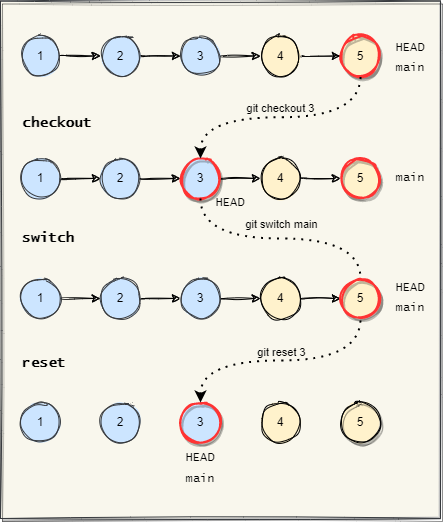 1 2 3 4 5 HEAD
main
git checkout 3
checkout
1 2 3 4 5 main
HEAD
git switch main
switch
1 2 3 4 5 HEAD
main
git reset 3
reset
1 2 3 4 5
HEAD
main